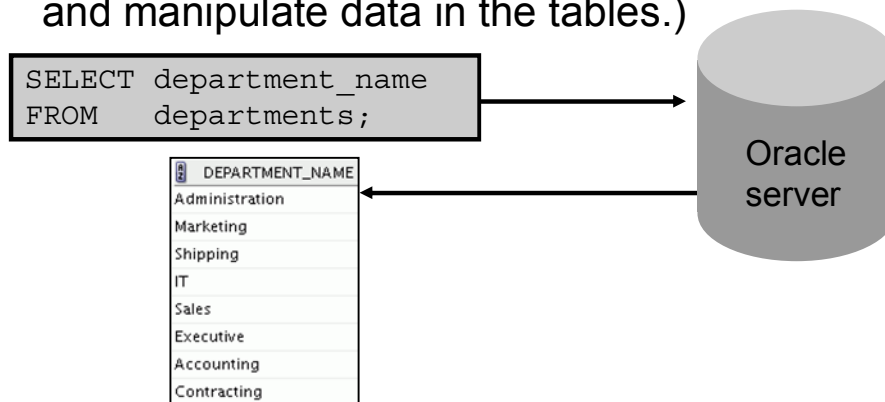 and manipulate data in the tables.)
SELECT department_name
FROM departments;
Oracle
server
DEPARTMENT_NAME
Administration
Marketing
Shipping
IT
Sales
Executive
Accounting
Contracting